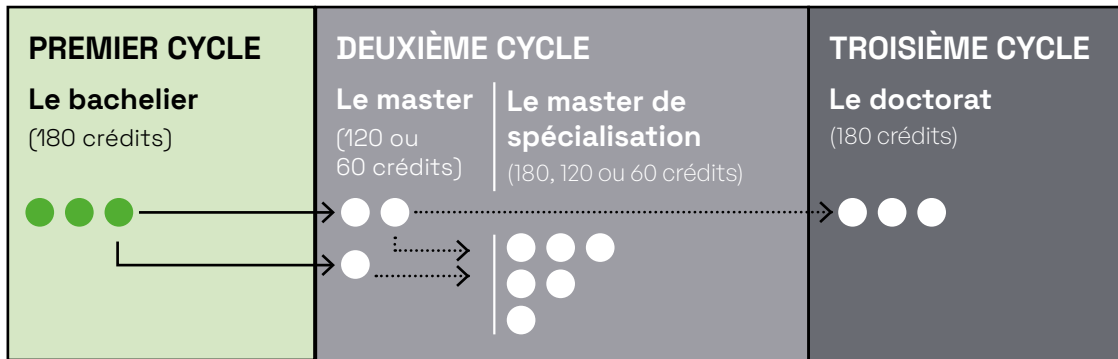 PREMIER CYCLE
Le bachelier
(180 crédits)
DEUXIÈME CYCLE
Le master
(120 ou
60 crédits)
Le master de
spécialisation
(180, 120 ou 60 crédits)
TROISIÈME CYCLE
Le doctorat
(180 crédits)